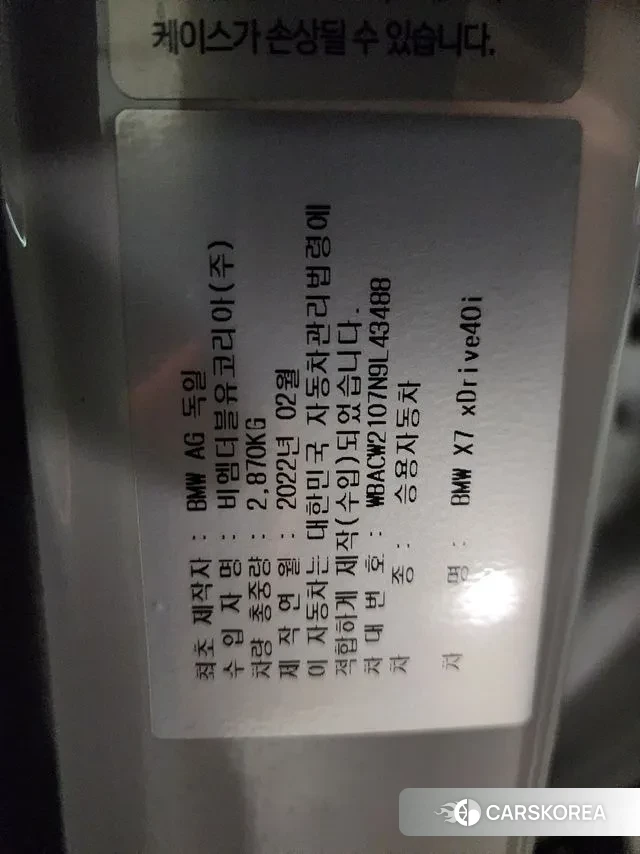 케이스가 손상될 수 있습니다.
최초 제작자 : BMW AG 독일
수 입 자 명 : 비엠더블유코리아(주)
차량 총중량 : 2,870KG
제 작 연 월 : 2022년 02월
이 자동차는 대한민국 자동차관리법령에
적합하게 제작(수입)되었습니다.
차 대 번 호 : WBACW2107N9L43488
차 종 : 승용자동차
차 명 : BMW X7 xDrive40i
CARSKOREA